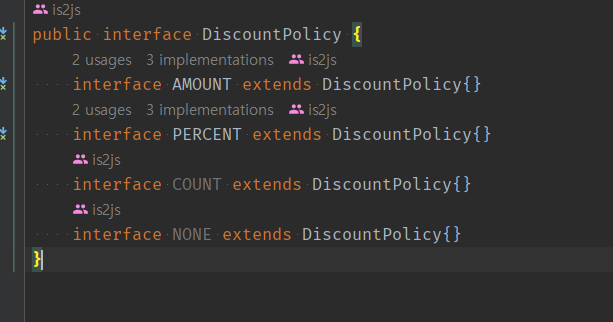 is2js
public interface DiscountPolicy {
2 usages 3 implementations is2js
interface AMOUNT extends DiscountPolicy{}
2 usages 3 implementations is2js
interface PERCENT extends DiscountPolicy{}
is2js
interface COUNT extends DiscountPolicy{}
is2js
interface NONE extends DiscountPolicy{}
}